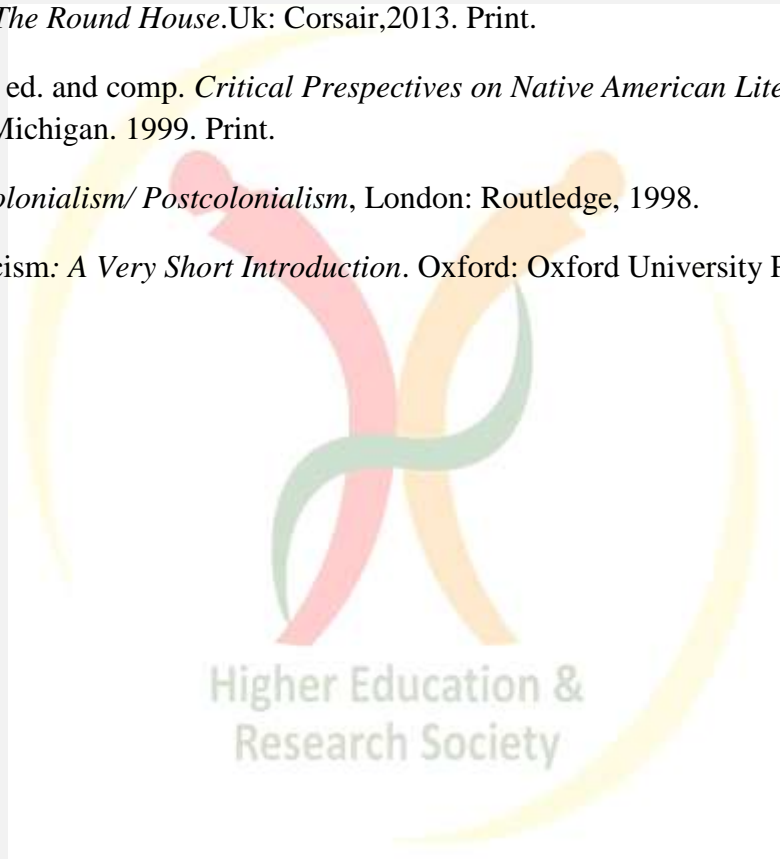 The Round House.Uk: Corsair,2013. Print.
ed. and comp. Critical Prespectives on Native American Lite
Michigan. 1999. Print.
olonialism/ Postcolonialism, London: Routledge, 1998.
cism: A Very Short Introduction. Oxford: Oxford University P
Higher Education &
Research Society